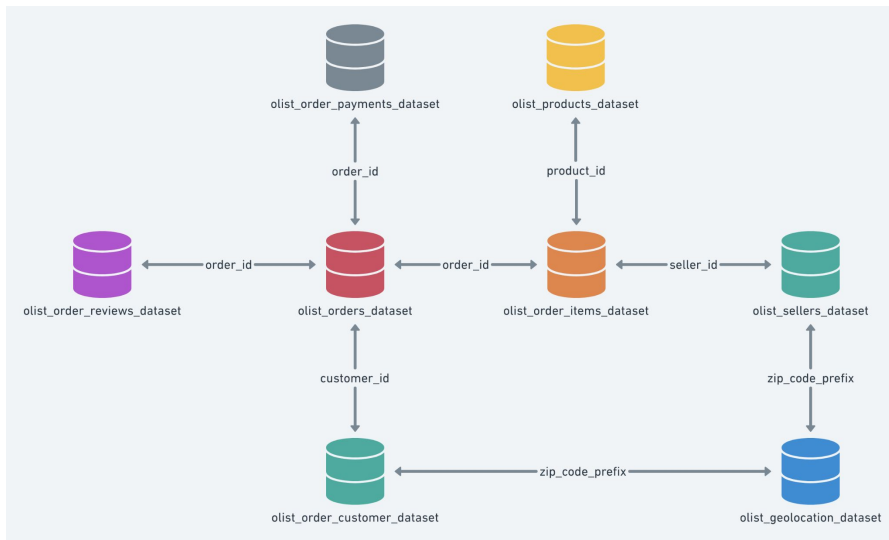 olist_order_payments_dataset
olist_products_dataset
order_id
product_id
order_id
order_id
seller_id
olist_order_reviews_dataset
olist_orders_dataset
olist_order_items_dataset
olist_sellers_dataset
customer_id
zip_code_prefix
zip_code_prefix
olist_order_customer_dataset
olist_geolocation_dataset